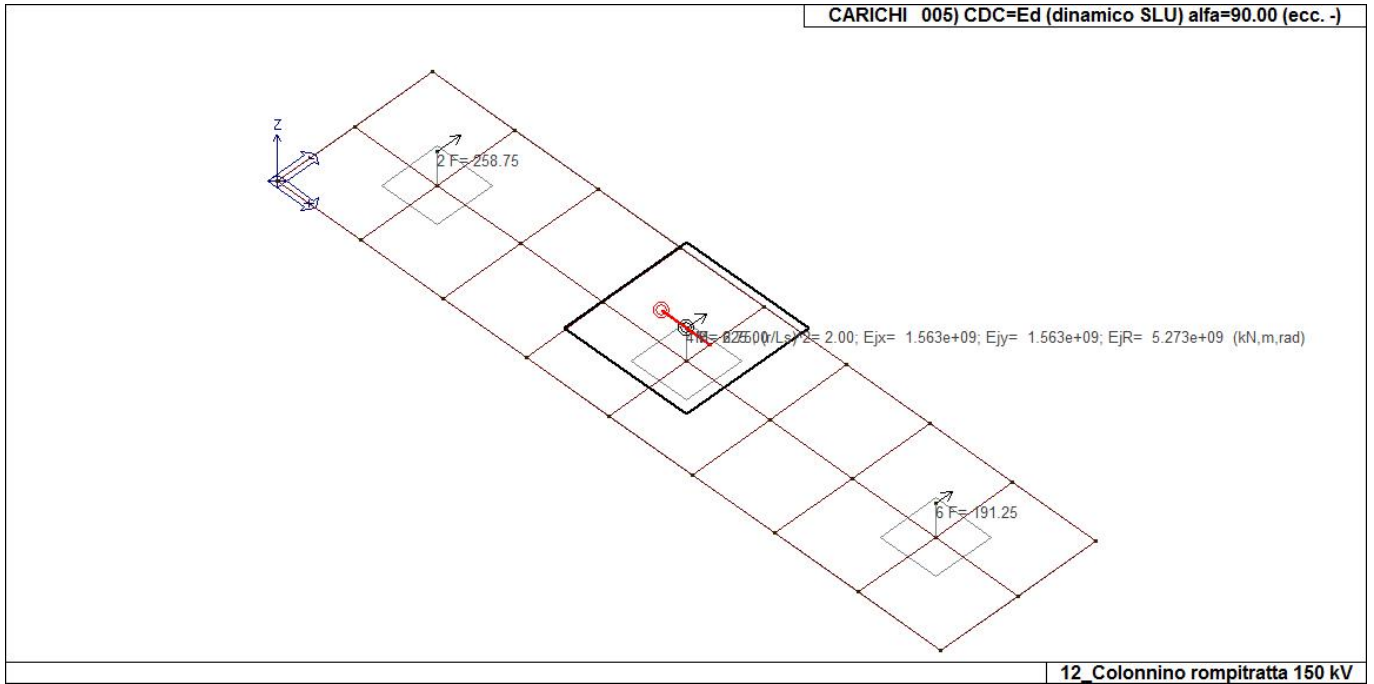 CARICHI 005) CDC=Ed (dinamico SLU) alfa=90.00 (ecc. -)
Z
2 F= 258.75
2= 2.00; Ejx= 1.563e+09; Ejy= 1.563e+09; EjR= 5.273e+09 (kN,m,rad)
6 F= 191.25
12_Colonnino rompitratta 150 kV